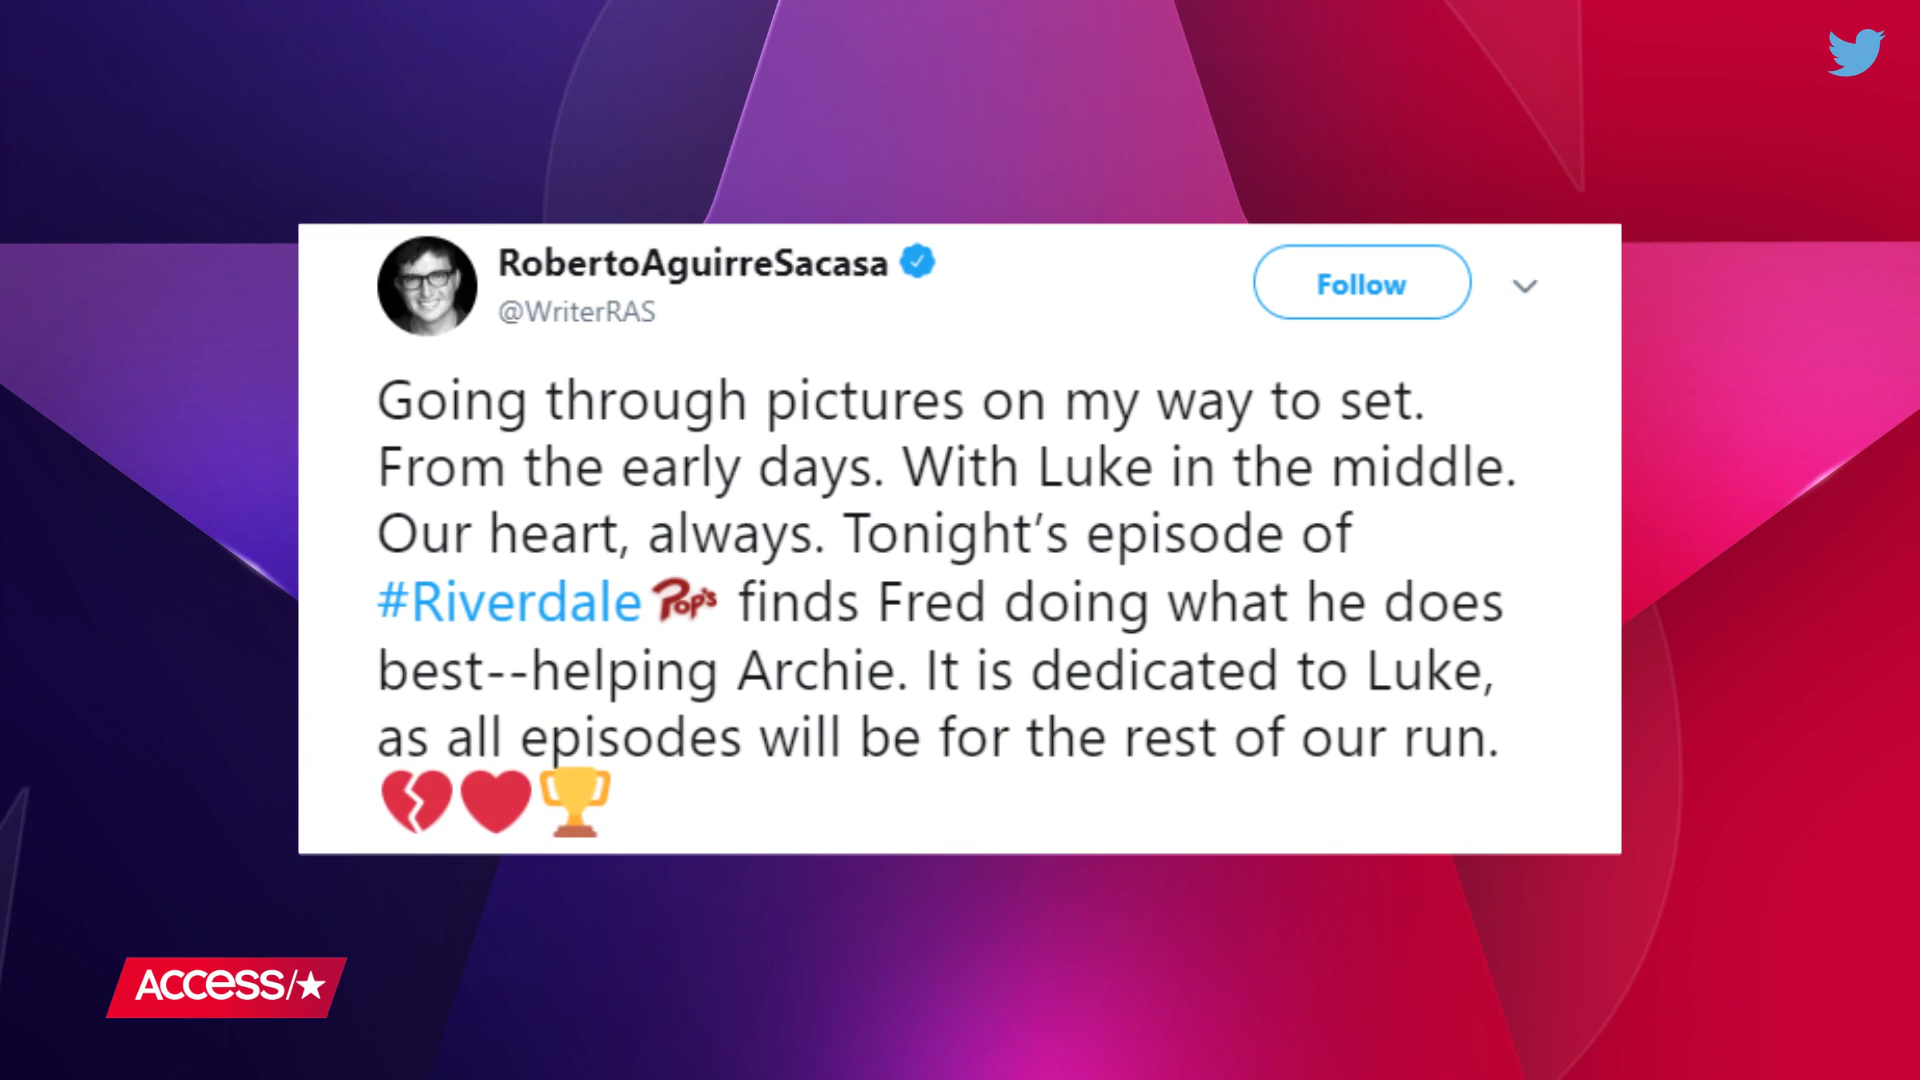 RobertoAguirreSacasa
@WriterRAS
Follow
Going through pictures on my way to set.
From the early days. With Luke in the middle.
Our heart, always. Tonight’s episode of
#Riverdale Pop's finds Fred doing what he does
best--helping Archie. It is dedicated to Luke,
as all episodes will be for the rest of our run.
ACCESS/